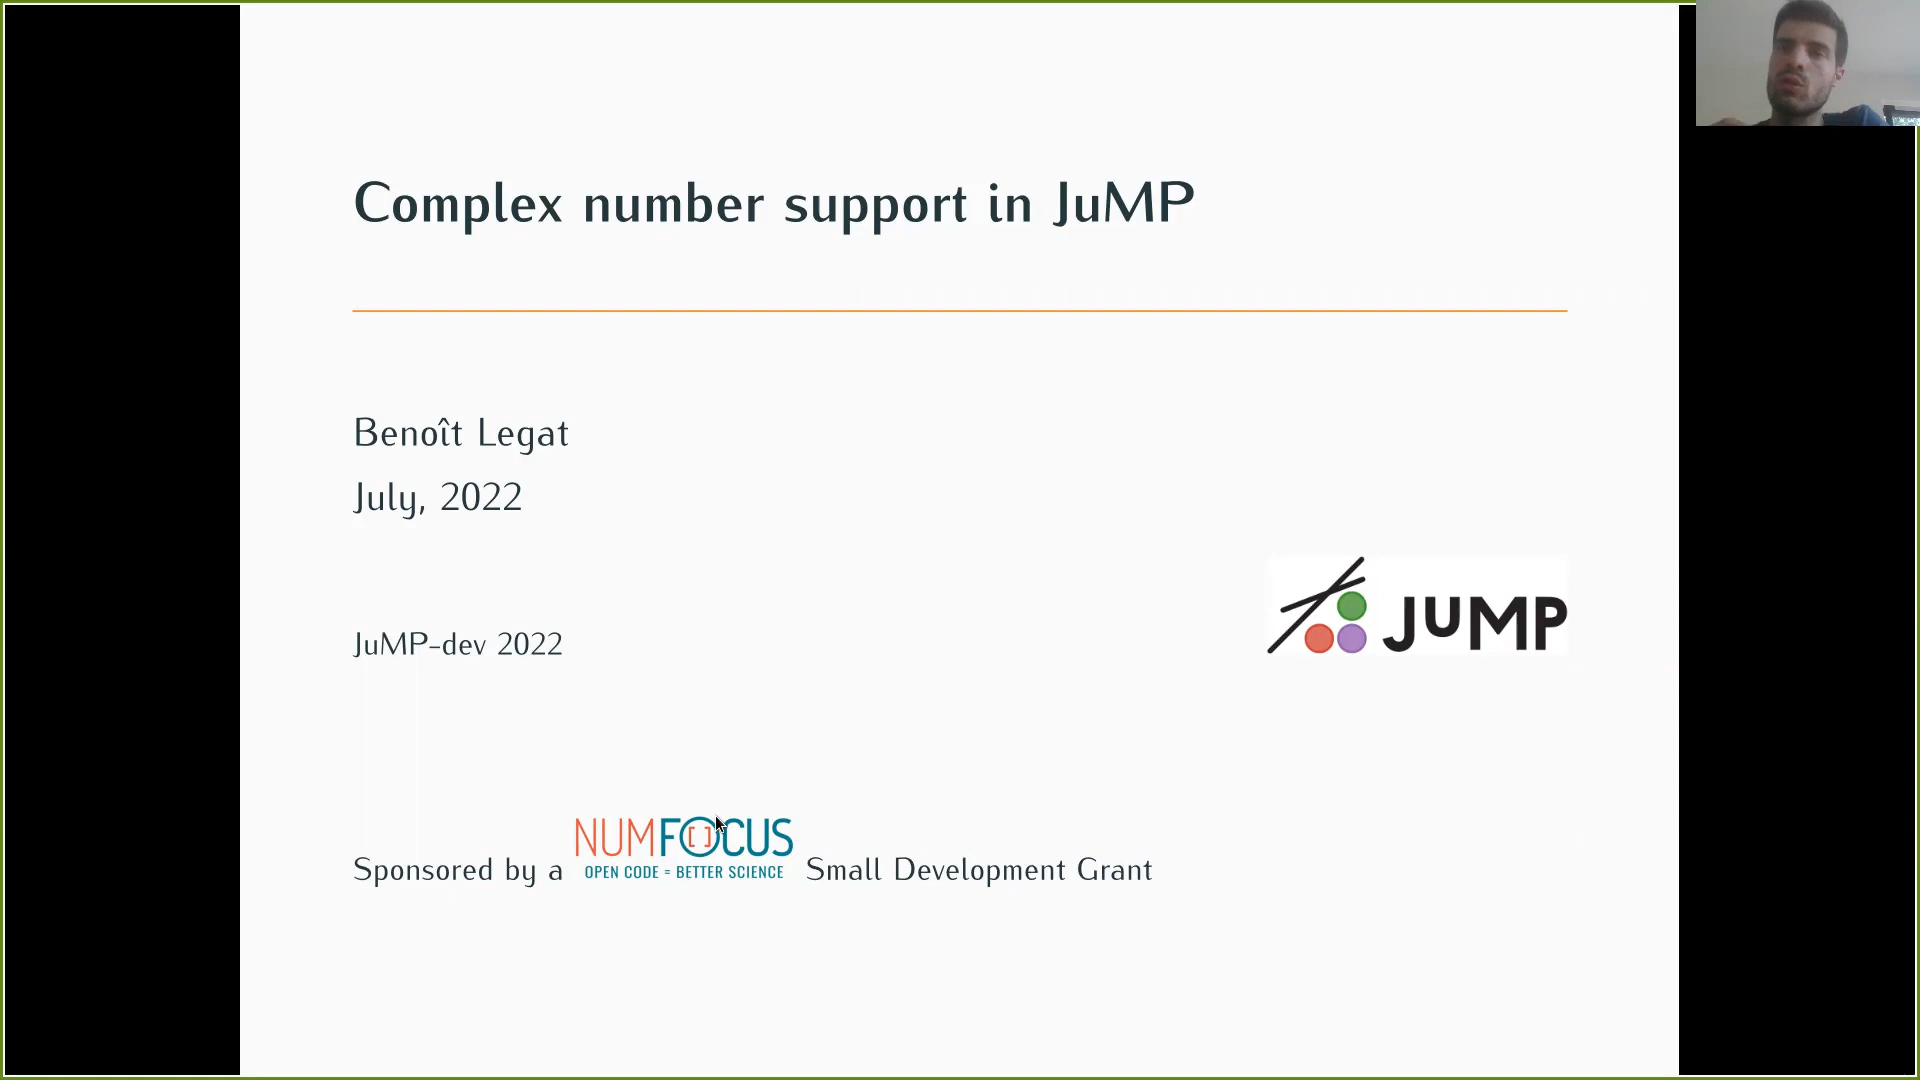 Complex number support in JuMP
Benoît Legat
July, 2022
JuMP-dev 2022
JUMP
Sponsored by a NUMFOCUS Small Development Grant
OPEN CODE = BETTER SCIENCE